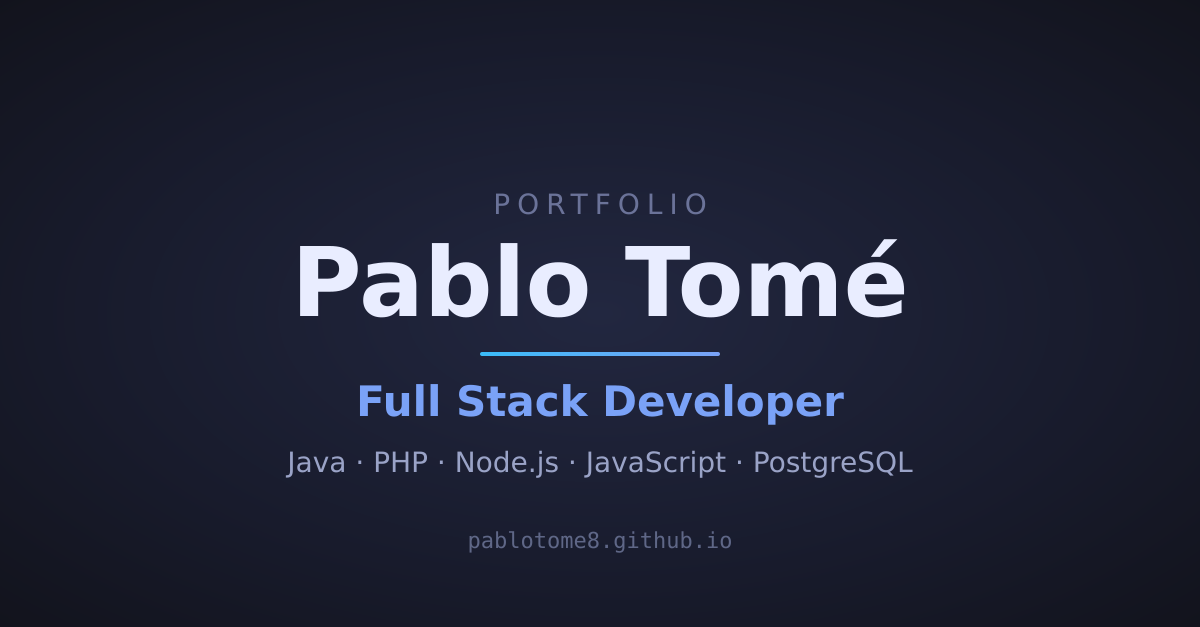 PORTFOLIO
Pablo Tomé
Full Stack Developer
Java · PHP · Node.js · JavaScript · PostgreSQL
pablotome8.github.io